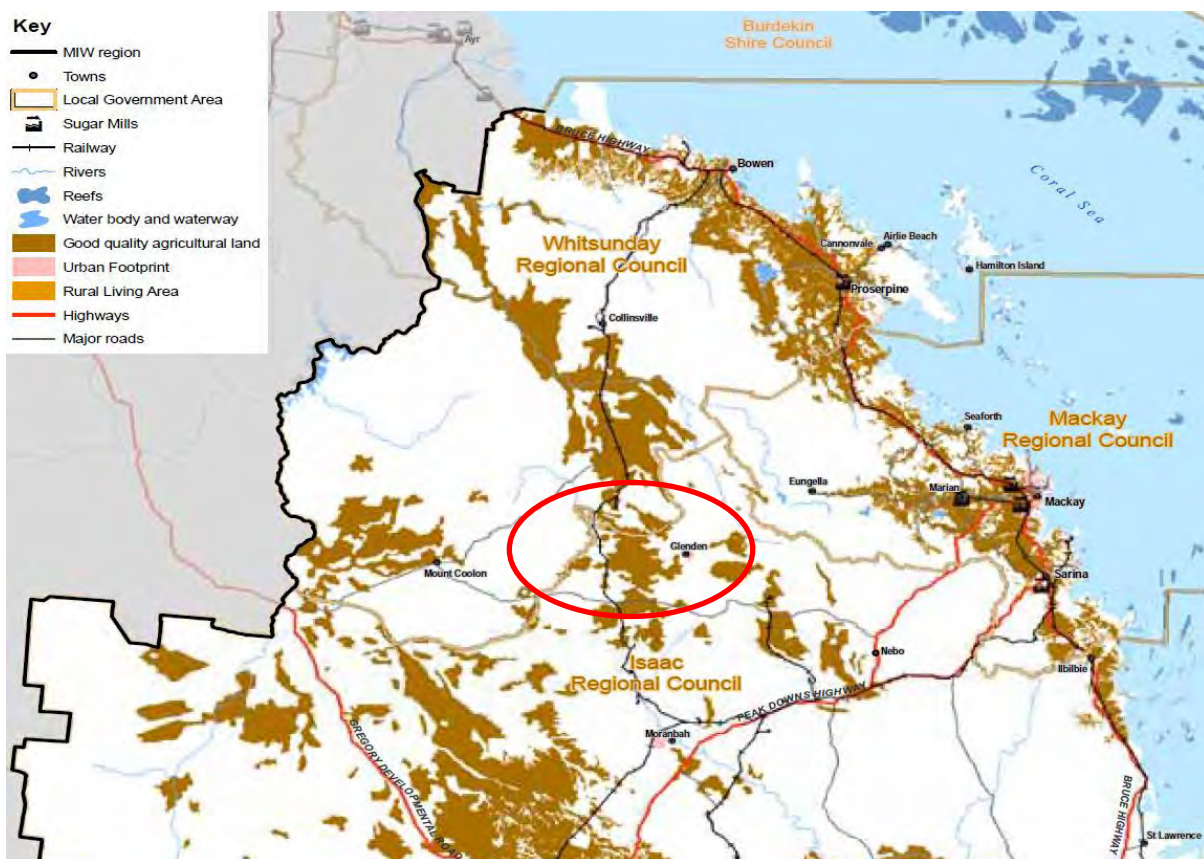 Key
MIW region
Towns
Local Government Area
Sugar Mills
Railway
Rivers
Reefs
Water body and waterway
Good quality agricultural land
Urban Footprint
Rural Living Area
Highways
Major roads
Burdekin
Shire Council
Ayr
BRUCE HIGHWAY
Bowen
Coral Sea
Whitsunday
Regional Council
Cannonvale
Airlie Beach
Hamilton Island
Proserpine
Collinsville
Mackay
Regional Council
Seaforth
Eungella
Marian
Mackay
Glenden
Mount Coolon
Sarina
Nebo
Ilbilbie
Isaac
Regional Council
PEAK DOWNS HIGHWAY
Moranbah
GREGORY DEVELOPMENTAL ROAD
BRUCE HIGHWAY
St Lawrence